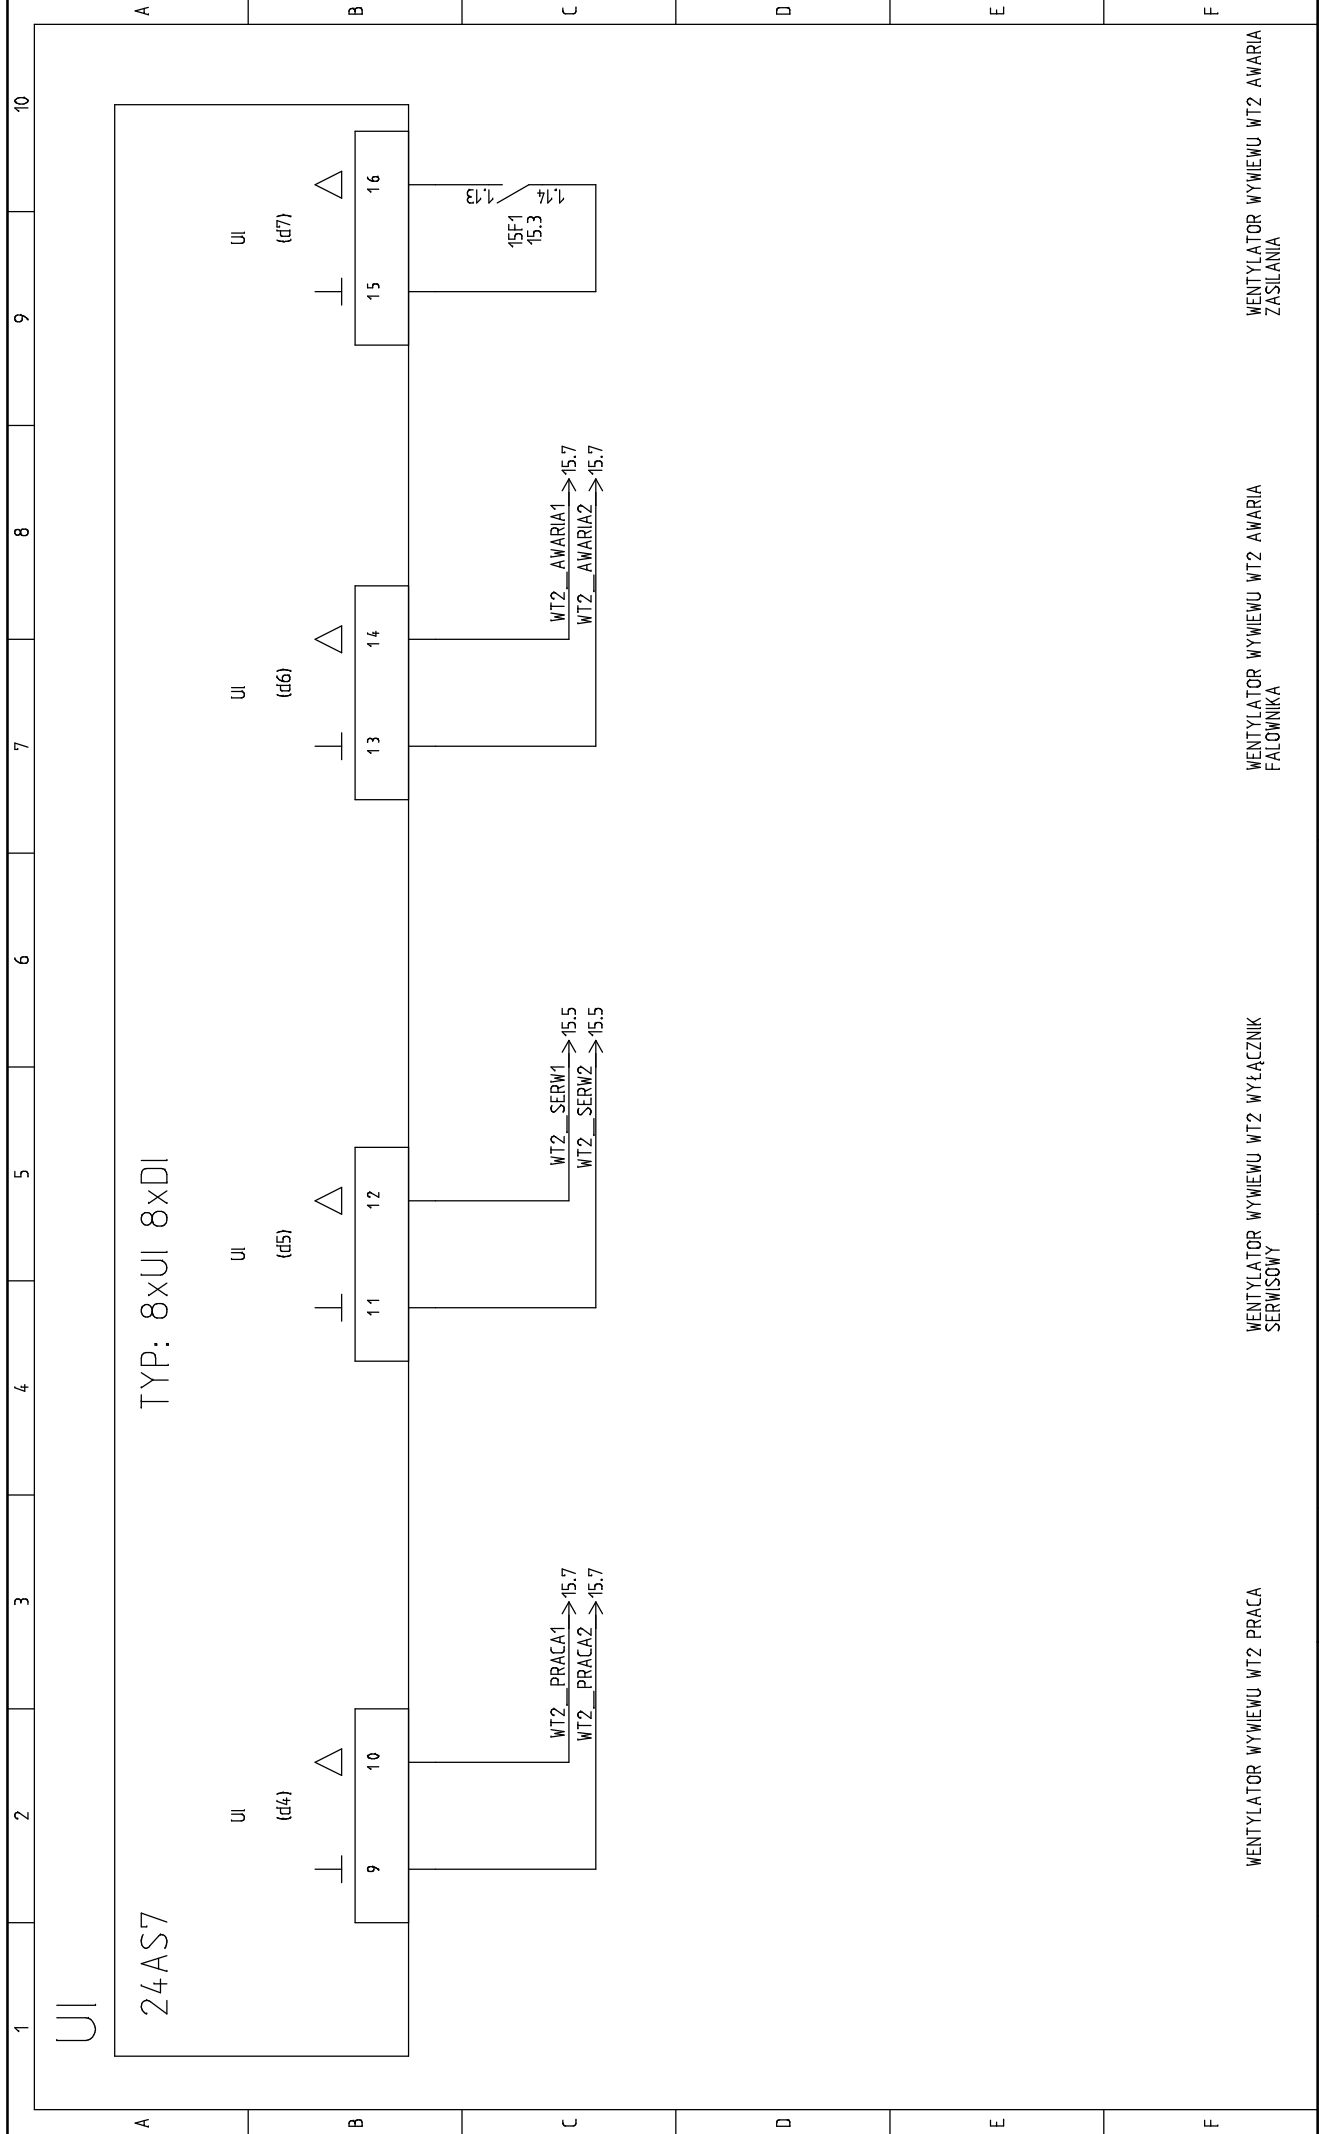 1 2 3 4 5 6 7 8 9 10
A A
B B
C C
D D
E E
F F
UI
24AS7
TYP: 8xUI 8xDI
UI
(d4)
9 10
WT2_PRACA1
15.7
WT2_PRACA2
15.7
WENTYLATOR WYWIEWU WT2 PRACA
UI
(d5)
11 12
WT2_SERW1
15.5
WT2_SERW2
15.5
WENTYLATOR WYWIEWU WT2 WYŁĄCZNIK
SERWISOWY
UI
(d6)
13 14
WT2_AWARIA1
15.7
WT2_AWARIA2
15.7
WENTYLATOR WYWIEWU WT2 AWARIA
FALOWNIKA
UI
(d7)
15 16
1.13
1.14
15F1
15.3
WENTYLATOR WYWIEWU WT2 AWARIA
ZASILANIA